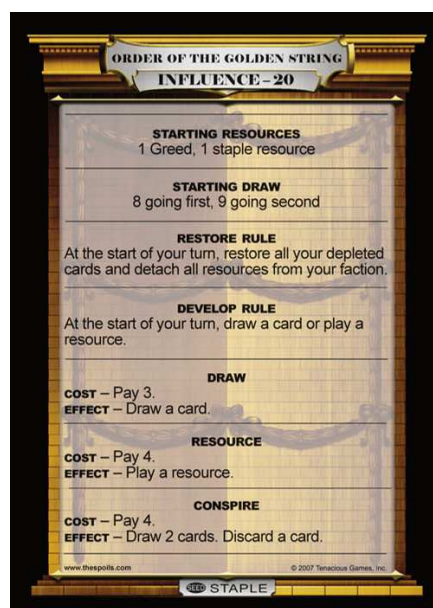 ORDER OF THE GOLDEN STRING
INFLUENCE – 20
STARTING RESOURCES
1 Greed, 1 staple resource
STARTING DRAW
8 going first, 9 going second
RESTORE RULE
At the start of your turn, restore all your depleted
cards and detach all resources from your faction.
DEVELOP RULE
At the start of your turn, draw a card or play a
resource.
DRAW
COST – Pay 3.
EFFECT – Draw a card.
RESOURCE
COST – Pay 4.
EFFECT – Play a resource.
CONSPIRE
COST – Pay 4.
EFFECT – Draw 2 cards. Discard a card.
www.thespoils.com © 2007 Tenacious Games, Inc.
SEED STAPLE